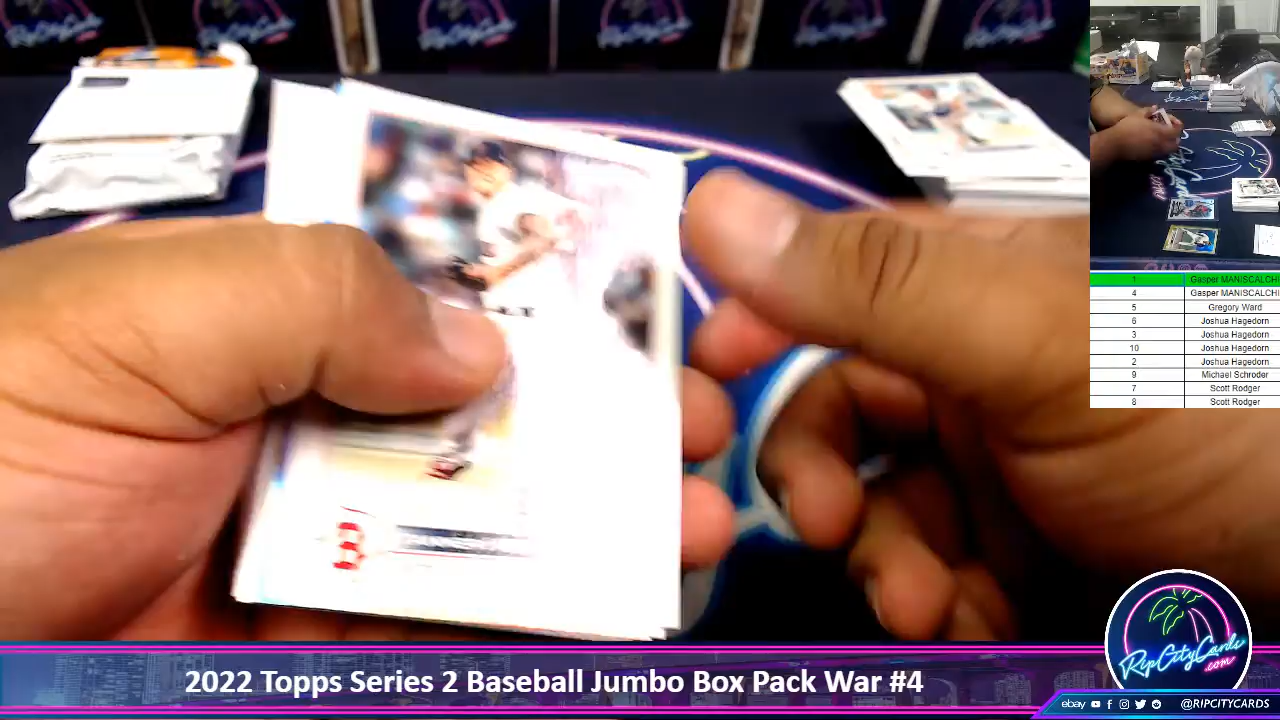 1 Gasper MANISCALCHI
4 Gasper MANISCALCHI
5 Gregory Ward
6 Joshua Hagedorn
3 Joshua Hagedorn
10 Joshua Hagedorn
2 Joshua Hagedorn
9 Michael Schroder
7 Scott Rodger
8 Scott Rodger
2022 Topps Series 2 Baseball Jumbo Box Pack War #4
RipCityCards
.com
ebay
@RIPCITYCARDS